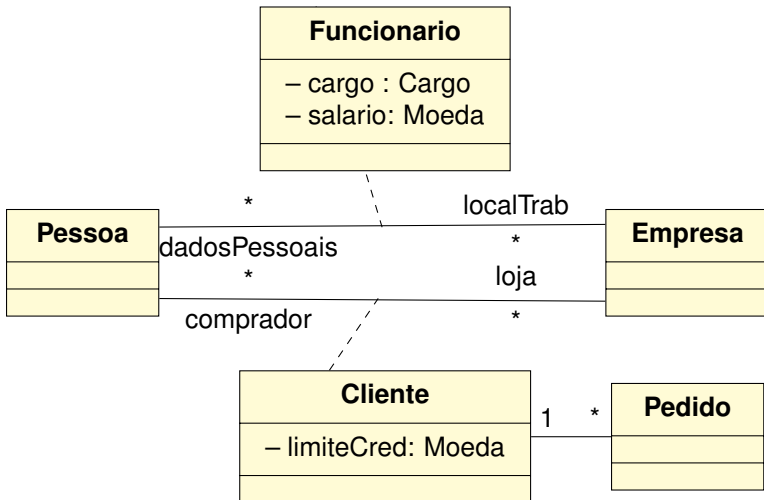 Funcionario
– cargo : Cargo
– salario: Moeda
* localTrab
Pessoa
dadosPessoais *
Empresa
* loja
comprador *
Cliente
– limiteCred: Moeda
1 *
Pedido